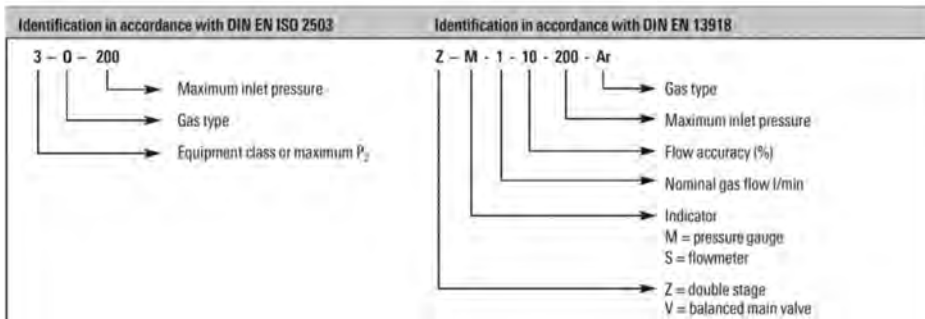 Identification in accordance with DIN EN ISO 2503
3 – O – 200
Maximum inlet pressure
Gas type
Equipment class or maximum P₂
Identification in accordance with DIN EN 13918
Z – M - 1 - 10 - 200 - Ar
Gas type
Maximum inlet pressure
Flow accuracy (%)
Nominal gas flow l/min
Indicator
M = pressure gauge
S = flowmeter
Z = double stage
V = balanced main valve